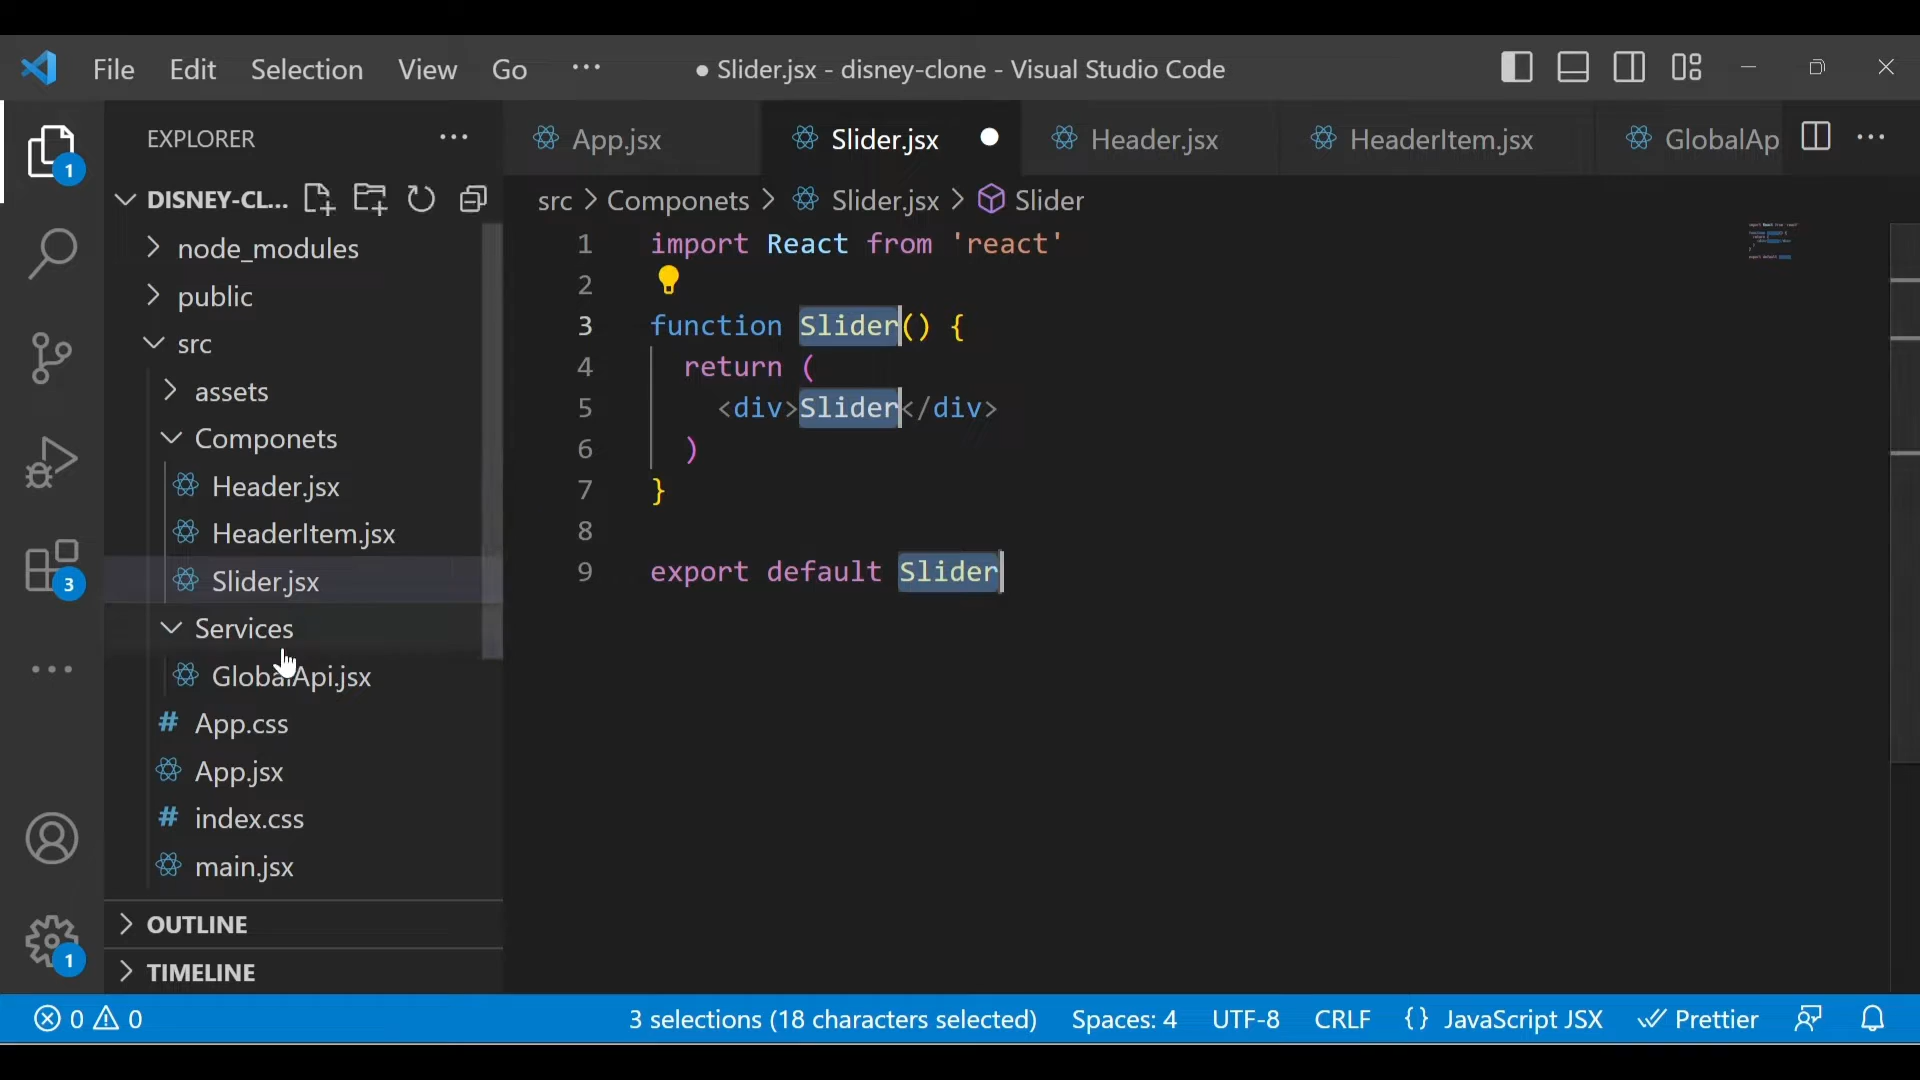 File Edit Selection View Go ··· ● Slider.jsx - disney-clone - Visual Studio Code
EXPLORER
App.jsx Slider.jsx Header.jsx HeaderItem.jsx GlobalAp
1
DISNEY-CL...
src > Componets > Slider.jsx > Slider
node_modules
public
src
assets
Componets
Header.jsx
HeaderItem.jsx
Slider.jsx
Services
GlobalApi.jsx
App.css
App.jsx
index.css
main.jsx
OUTLINE
TIMELINE
3
1
1 import React from 'react'
2
3 function Slider() {
4 return (
5 <div>Slider</div>
6 )
7 }
8
9 export default Slider
0 0 3 selections (18 characters selected) Spaces: 4 UTF-8 CRLF {} JavaScript JSX Prettier